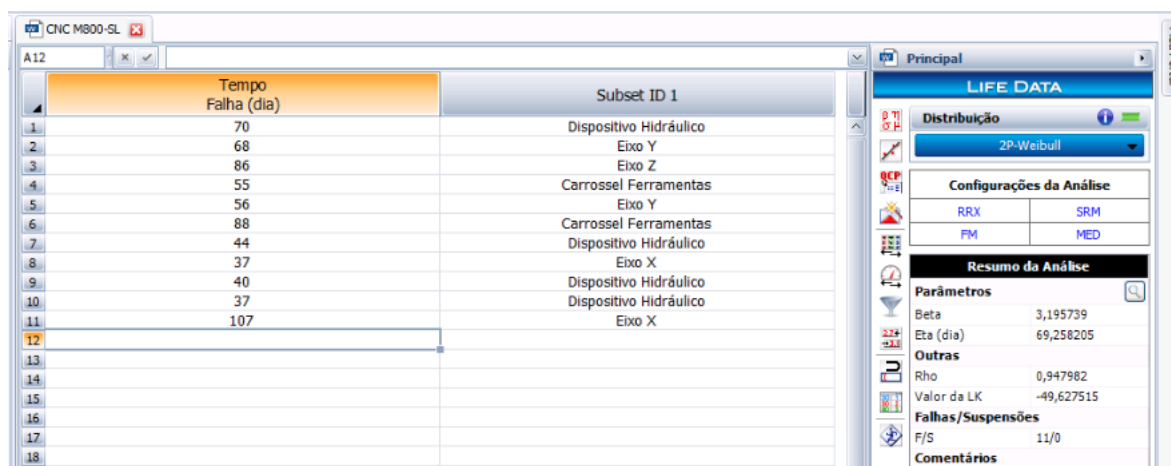 CNC M800-SL
A12
Principal
Tempo
Falha (dia)
Subset ID 1
1 70 Dispositivo Hidráulico
2 68 Eixo Y
3 86 Eixo Z
4 55 Carrossel Ferramentas
5 56 Eixo Y
6 88 Carrossel Ferramentas
7 44 Dispositivo Hidráulico
8 37 Eixo X
9 40 Dispositivo Hidráulico
10 37 Dispositivo Hidráulico
11 107 Eixo X
12
13
14
15
16
17
18
LIFE DATA
Distribuição
2P-Weibull
Configurações da Análise
RRX SRM
FM MED
Resumo da Análise
Parâmetros
Beta 3,195739
Eta (dia) 69,258205
Outras
Rho 0,947982
Valor da LK -49,627515
Falhas/Suspensões
F/S 11/0
Comentários
β η
σ μ
QCP